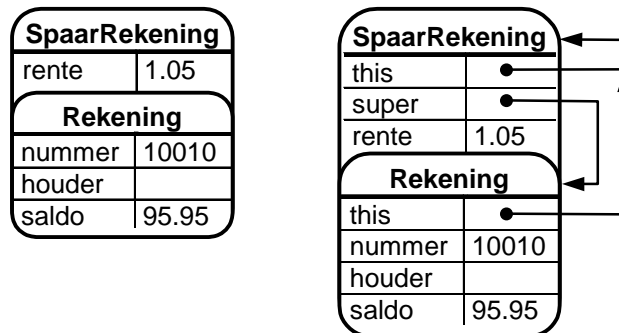 SpaarRekening
rente 1.05
Rekening
nummer 10010
houder
saldo 95.95
SpaarRekening
this
super
rente 1.05
Rekening
this
nummer 10010
houder
saldo 95.95